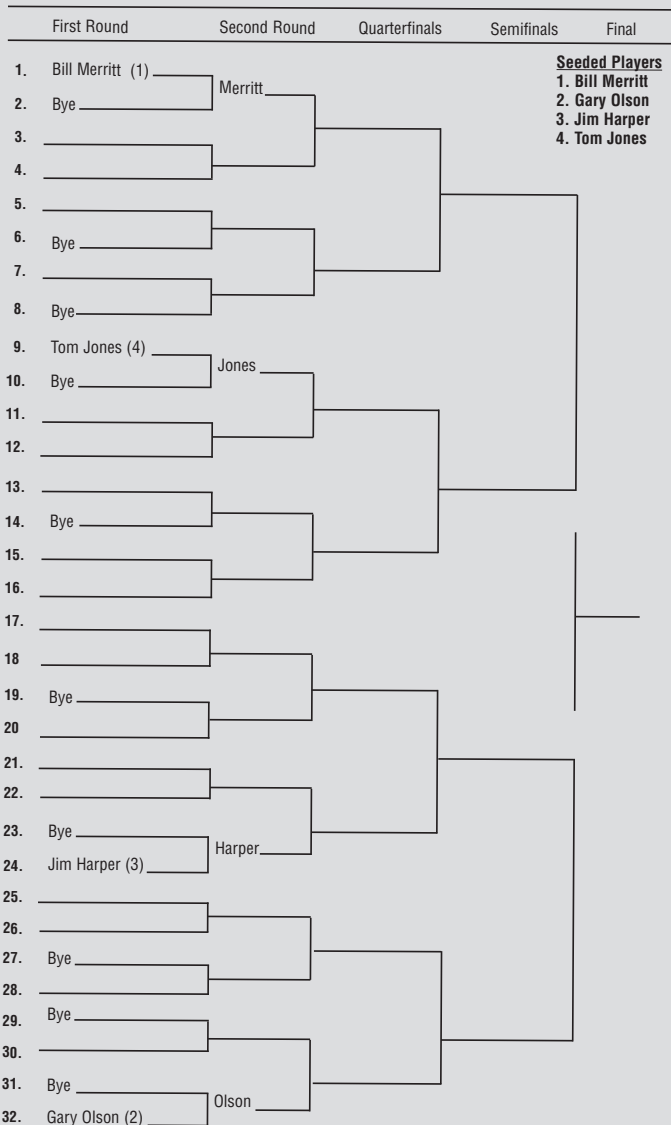 First Round Second Round Quarterfinals Semifinals Final
Seeded Players
1. Bill Merritt
2. Gary Olson
3. Jim Harper
4. Tom Jones
1. Bill Merritt (1)
Merritt
2. Bye
3.
4.
5.
6. Bye
7.
8. Bye
9. Tom Jones (4)
Jones
10. Bye
11.
12.
13.
14. Bye
15.
16.
17.
18
19. Bye
20
21.
22.
23. Bye
Harper
24. Jim Harper (3)
25.
26.
27. Bye
28.
29. Bye
30.
31. Bye
Olson
32. Gary Olson (2)